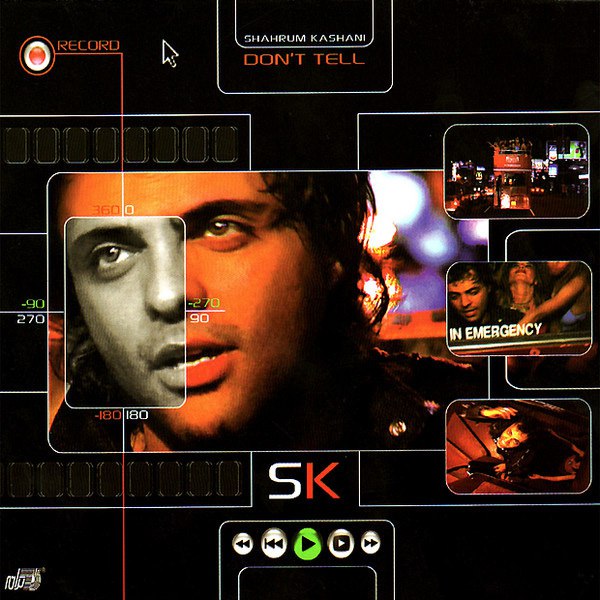 RECORD
SHAHRUM KASHANI
DON'T TELL
360 0
-90
270
-270
90
-180 180
IN EMERGENCY
SK